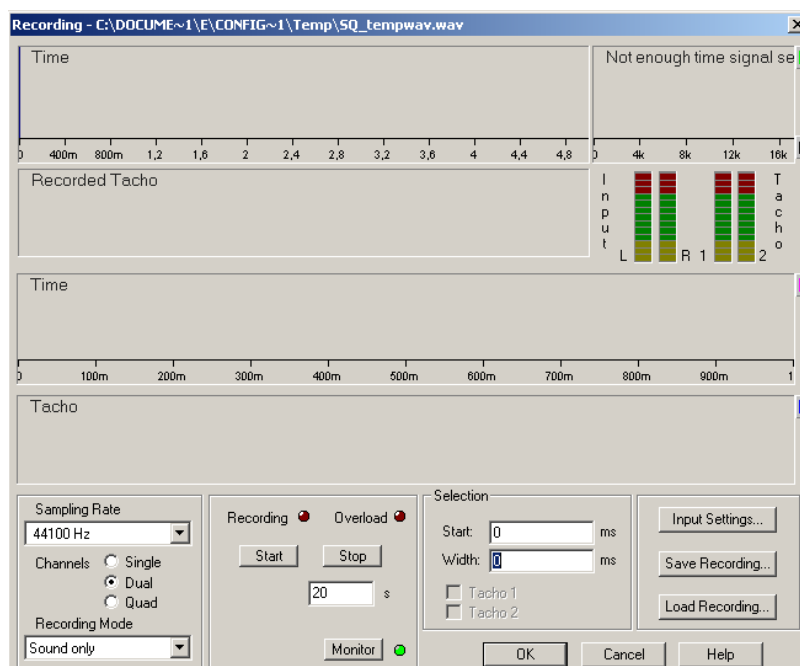 Recording - C:\DOCUME~1\E\CONFIG~1\Temp\SQ_tempwav.wav
Time
Not enough time signal se
0 400m 800m 1,2 1,6 2 2,4 2,8 3,2 3,6 4 4,4 4,8
0 4k 8k 12k 16k
Recorded Tacho
Input
L R 1 2
Tacho
Time
0 100m 200m 300m 400m 500m 600m 700m 800m 900m 1
Tacho
Sampling Rate
44100 Hz
Channels
Single
Dual
Quad
Recording Mode
Sound only
Recording
Overload
Start
Stop
20 s
Monitor
Selection
Start: 0 ms
Width: 0 ms
Tacho 1
Tacho 2
Input Settings...
Save Recording...
Load Recording...
OK
Cancel
Help